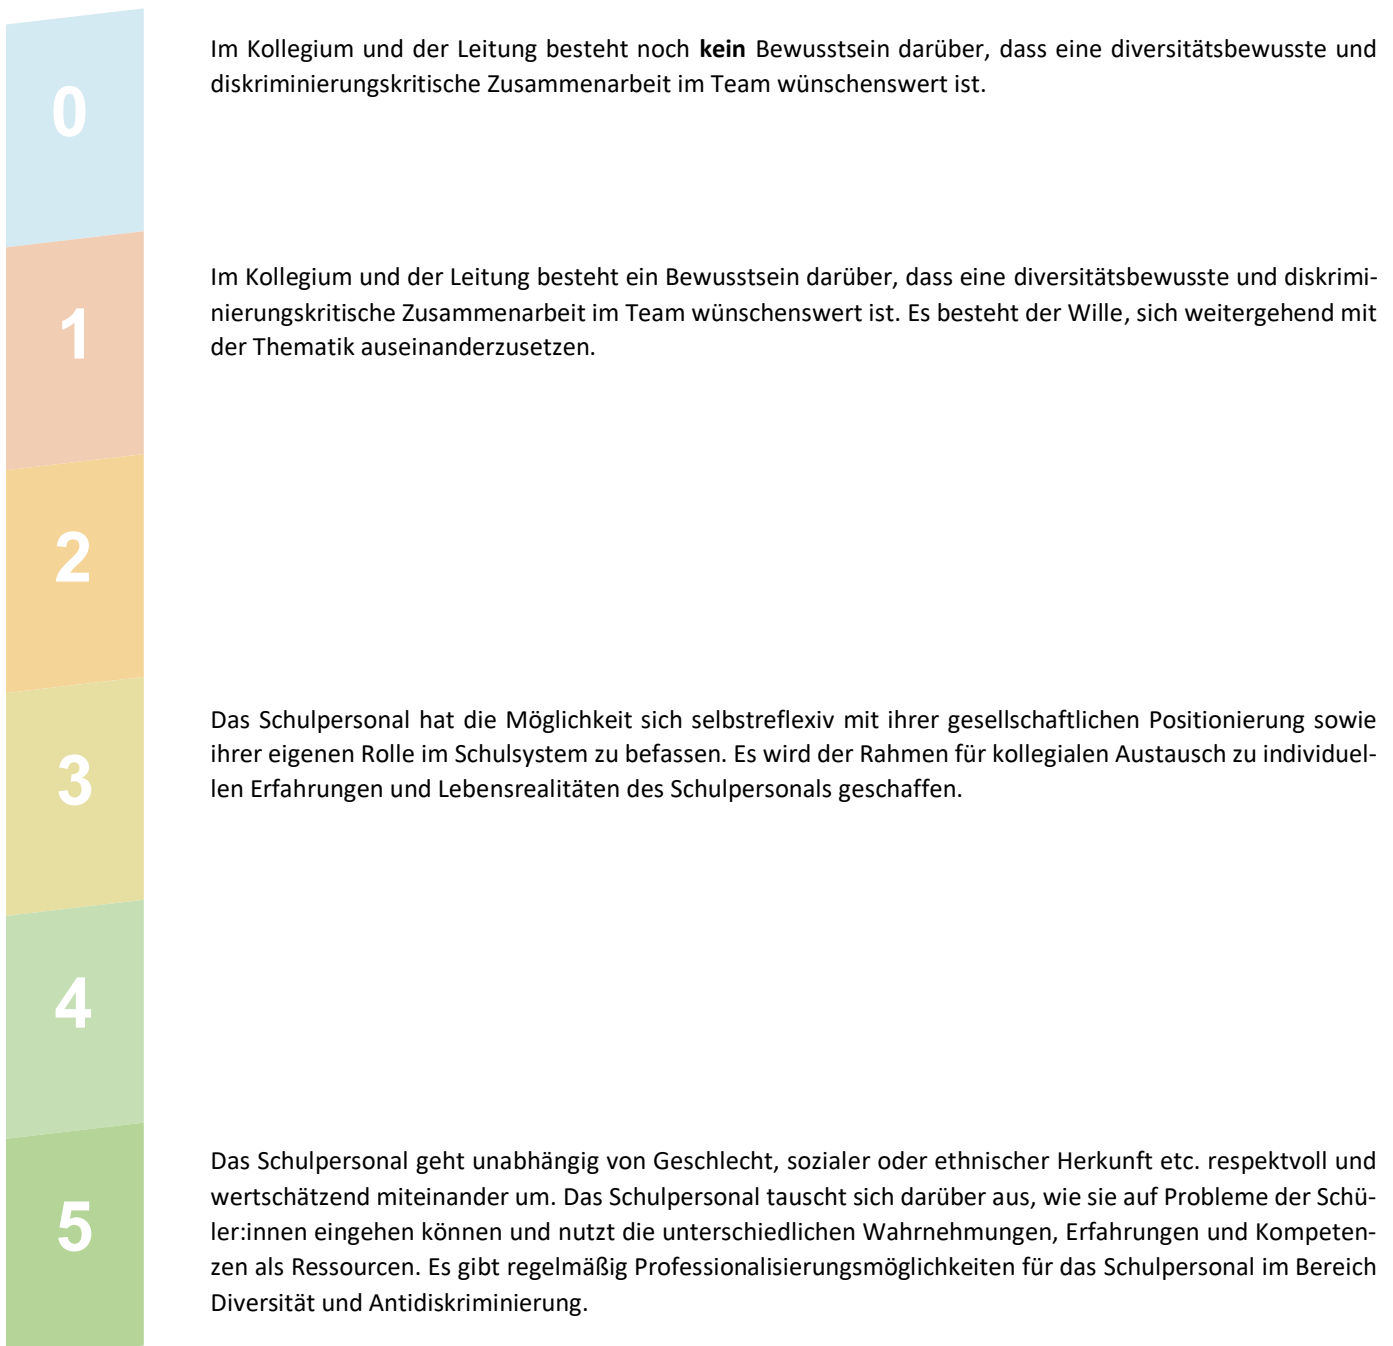 0
Im Kollegium und der Leitung besteht noch kein Bewusstsein darüber, dass eine diversitätsbewusste und
diskriminierungskritische Zusammenarbeit im Team wünschenswert ist.
1
Im Kollegium und der Leitung besteht ein Bewusstsein darüber, dass eine diversitätsbewusste und diskrimi-
nierungskritische Zusammenarbeit im Team wünschenswert ist. Es besteht der Wille, sich weitergehend mit
der Thematik auseinanderzusetzen.
2
3
Das Schulpersonal hat die Möglichkeit sich selbstreflexiv mit ihrer gesellschaftlichen Positionierung sowie
ihrer eigenen Rolle im Schulsystem zu befassen. Es wird der Rahmen für kollegialen Austausch zu individuel-
len Erfahrungen und Lebensrealitäten des Schulpersonals geschaffen.
4
5
Das Schulpersonal geht unabhängig von Geschlecht, sozialer oder ethnischer Herkunft etc. respektvoll und
wertschätzend miteinander um. Das Schulpersonal tauscht sich darüber aus, wie sie auf Probleme der Schü-
ler:innen eingehen können und nutzt die unterschiedlichen Wahrnehmungen, Erfahrungen und Kompeten-
zen als Ressourcen. Es gibt regelmäßig Professionalisierungsmöglichkeiten für das Schulpersonal im Bereich
Diversität und Antidiskriminierung.